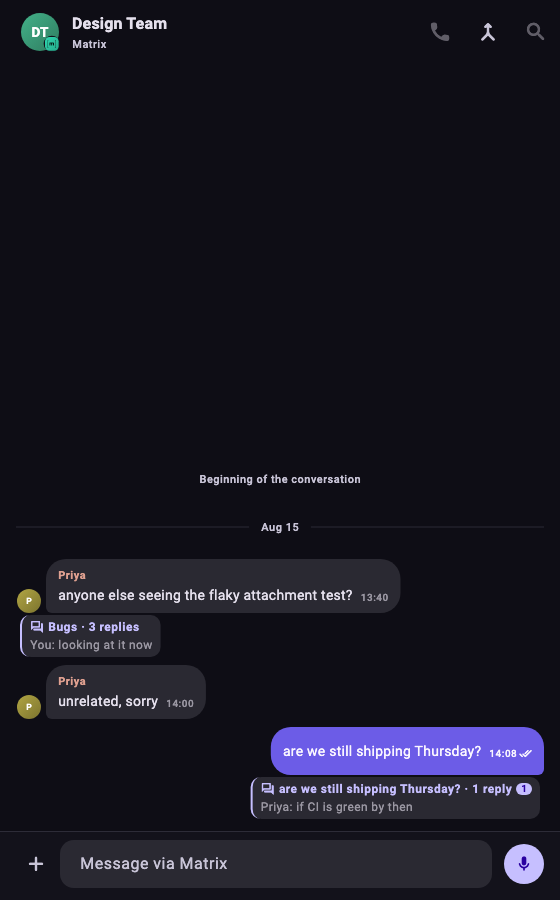 DT
Design Team
Matrix
Beginning of the conversation
Aug 15
Priya
P
anyone else seeing the flaky attachment test? 13:40
Bugs · 3 replies
You: looking at it now
Priya
P
unrelated, sorry 14:00
are we still shipping Thursday? 14:08
are we still shipping Thursday? · 1 reply 1
Priya: if CI is green by then
Message via Matrix